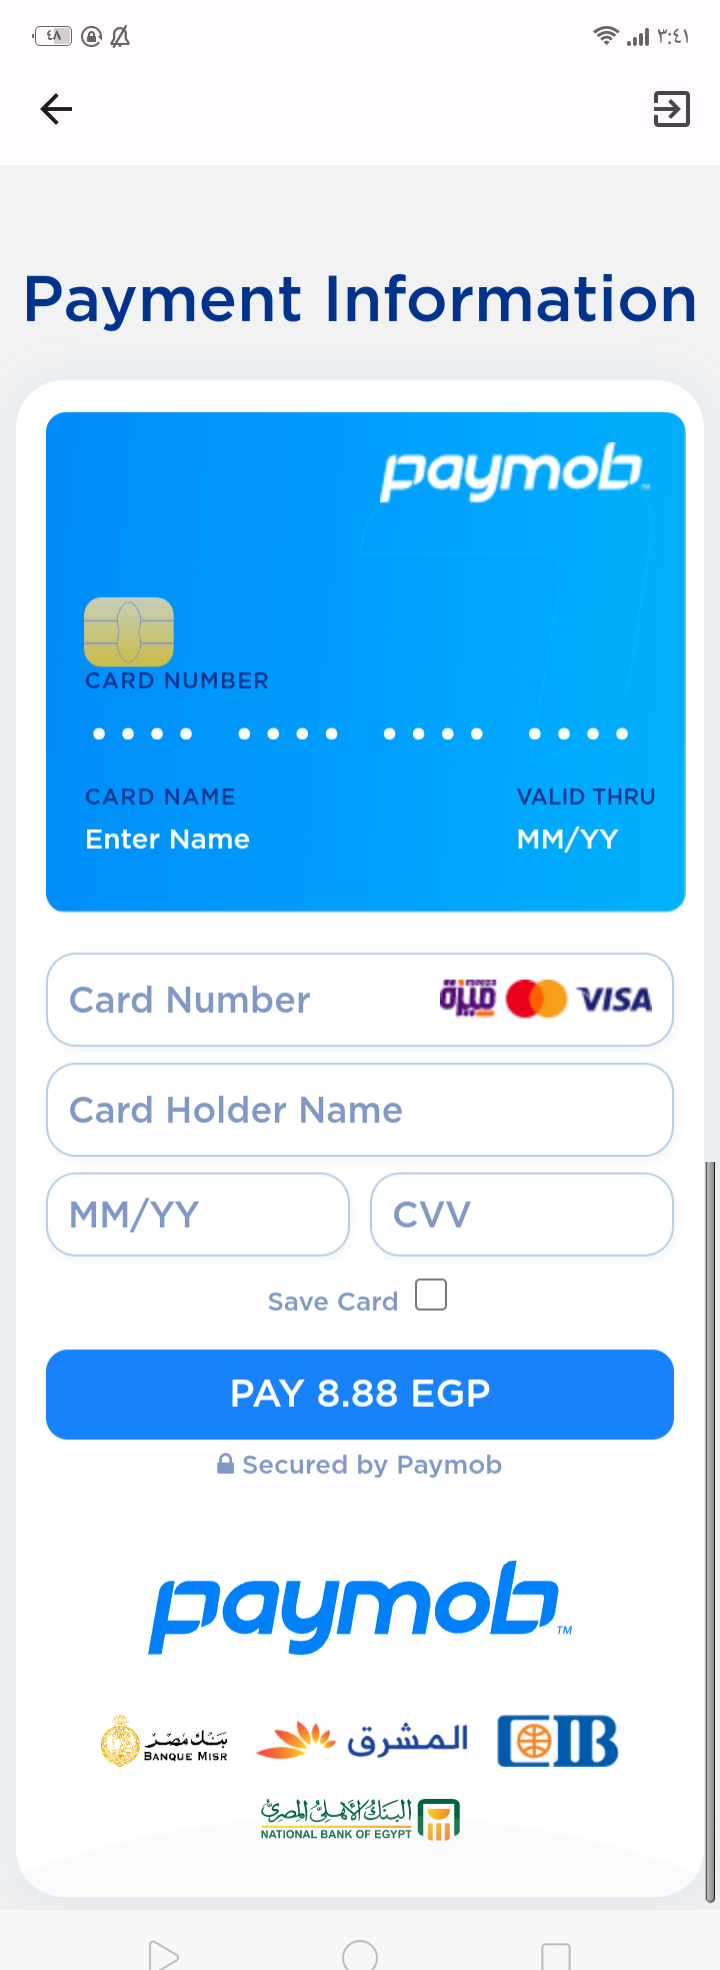 ٤٨ ٣:٤١
Payment Information
paymob™
CARD NUMBER
CARD NAME VALID THRU
Enter Name MM/YY
Card Number ميزة meeza VISA
Card Holder Name
MM/YY CVV
Save Card
PAY 8.88 EGP
Secured by Paymob
paymob™
بنك مصر
BANQUE MISR
المشرق
CIB
البنك الأهلي المصري
NATIONAL BANK OF EGYPT